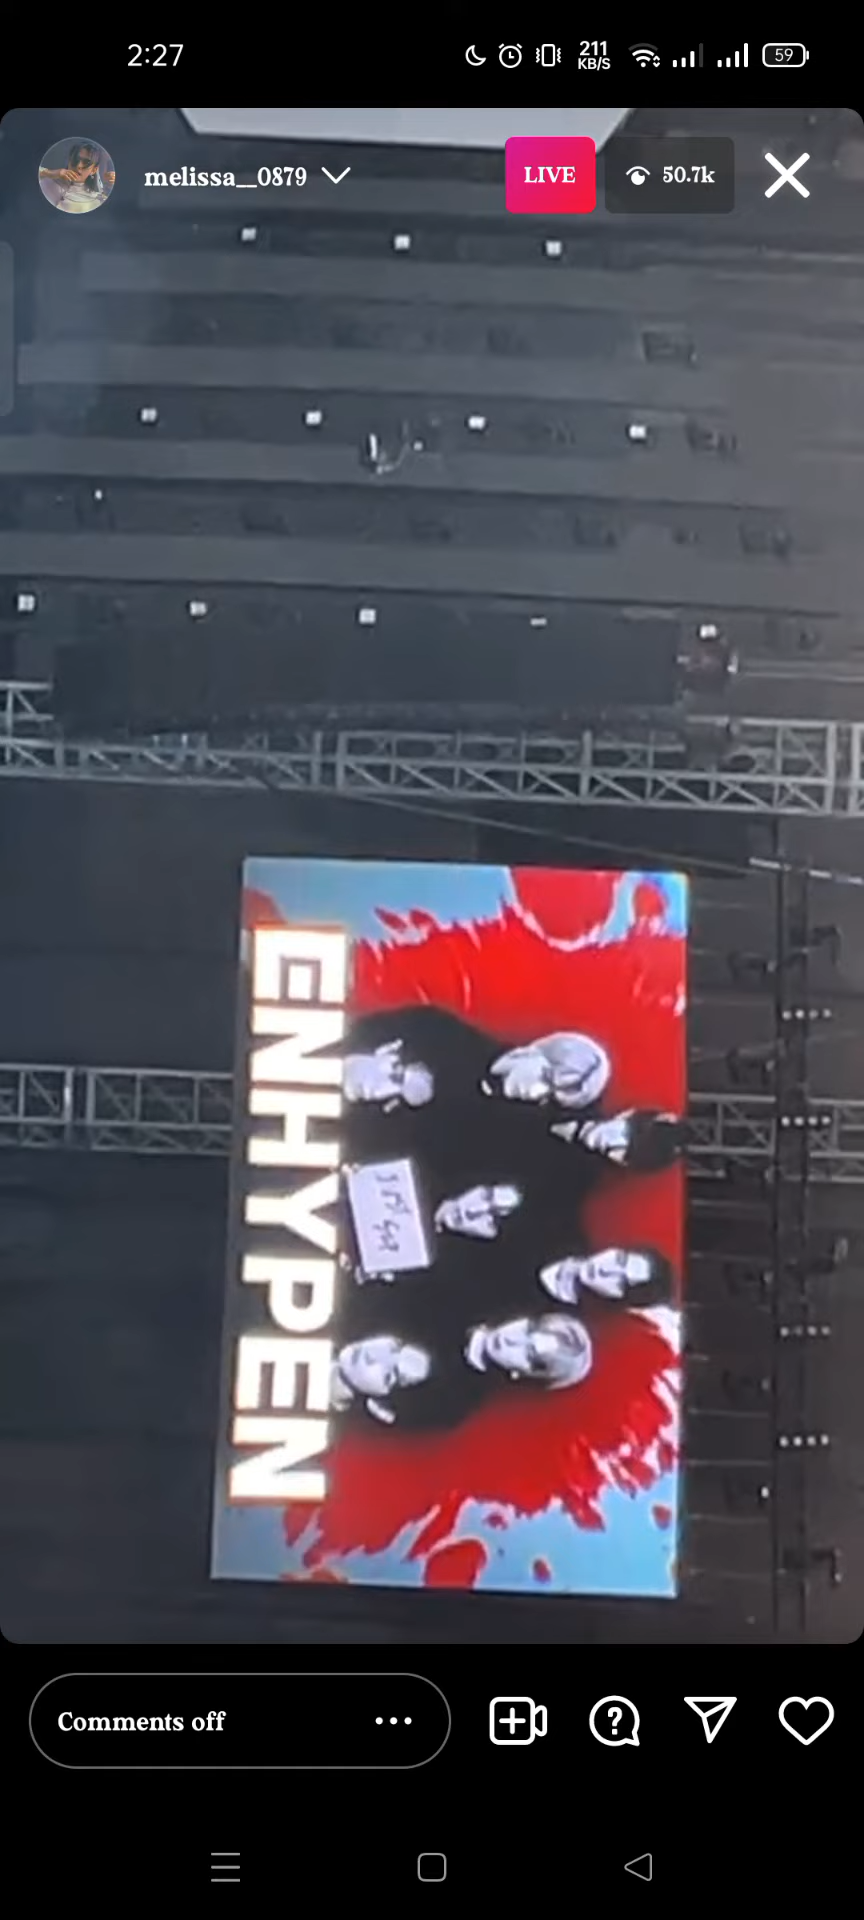 2:27
211
KB/S
59
melissa__0879
LIVE
50.7k
ENHYPEN
Comments off